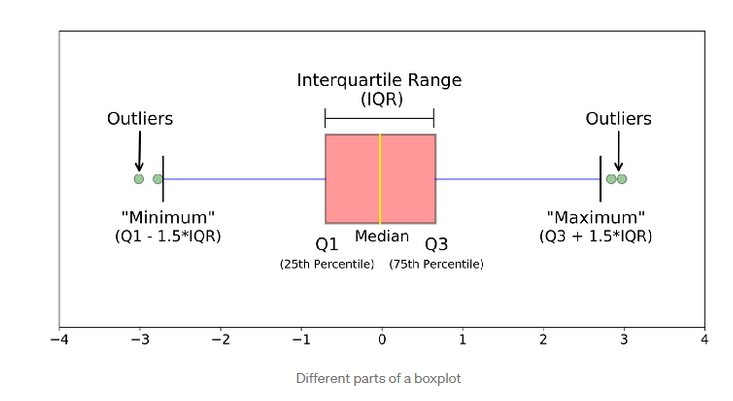 Interquartile Range
(IQR)
Outliers
Outliers
"Minimum"
(Q1 - 1.5*IQR)
"Maximum"
(Q3 + 1.5*IQR)
Q1
Median
Q3
(25th Percentile)
(75th Percentile)
−4
−3
−2
−1
0
1
2
3
4
Different parts of a boxplot